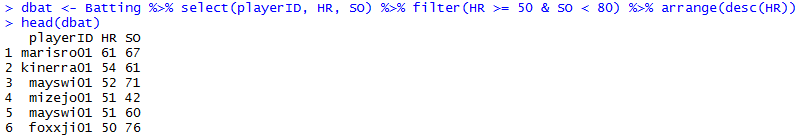 > dbat <- Batting %>% select(playerID, HR, SO) %>% filter(HR >= 50 & SO < 80) %>% arrange(desc(HR))
> head(dbat)
   playerID HR SO
1 marisro01 61 67
2 kinerra01 54 61
3  mayswi01 52 71
4  mizejo01 51 42
5  mayswi01 51 60
6  foxxji01 50 76